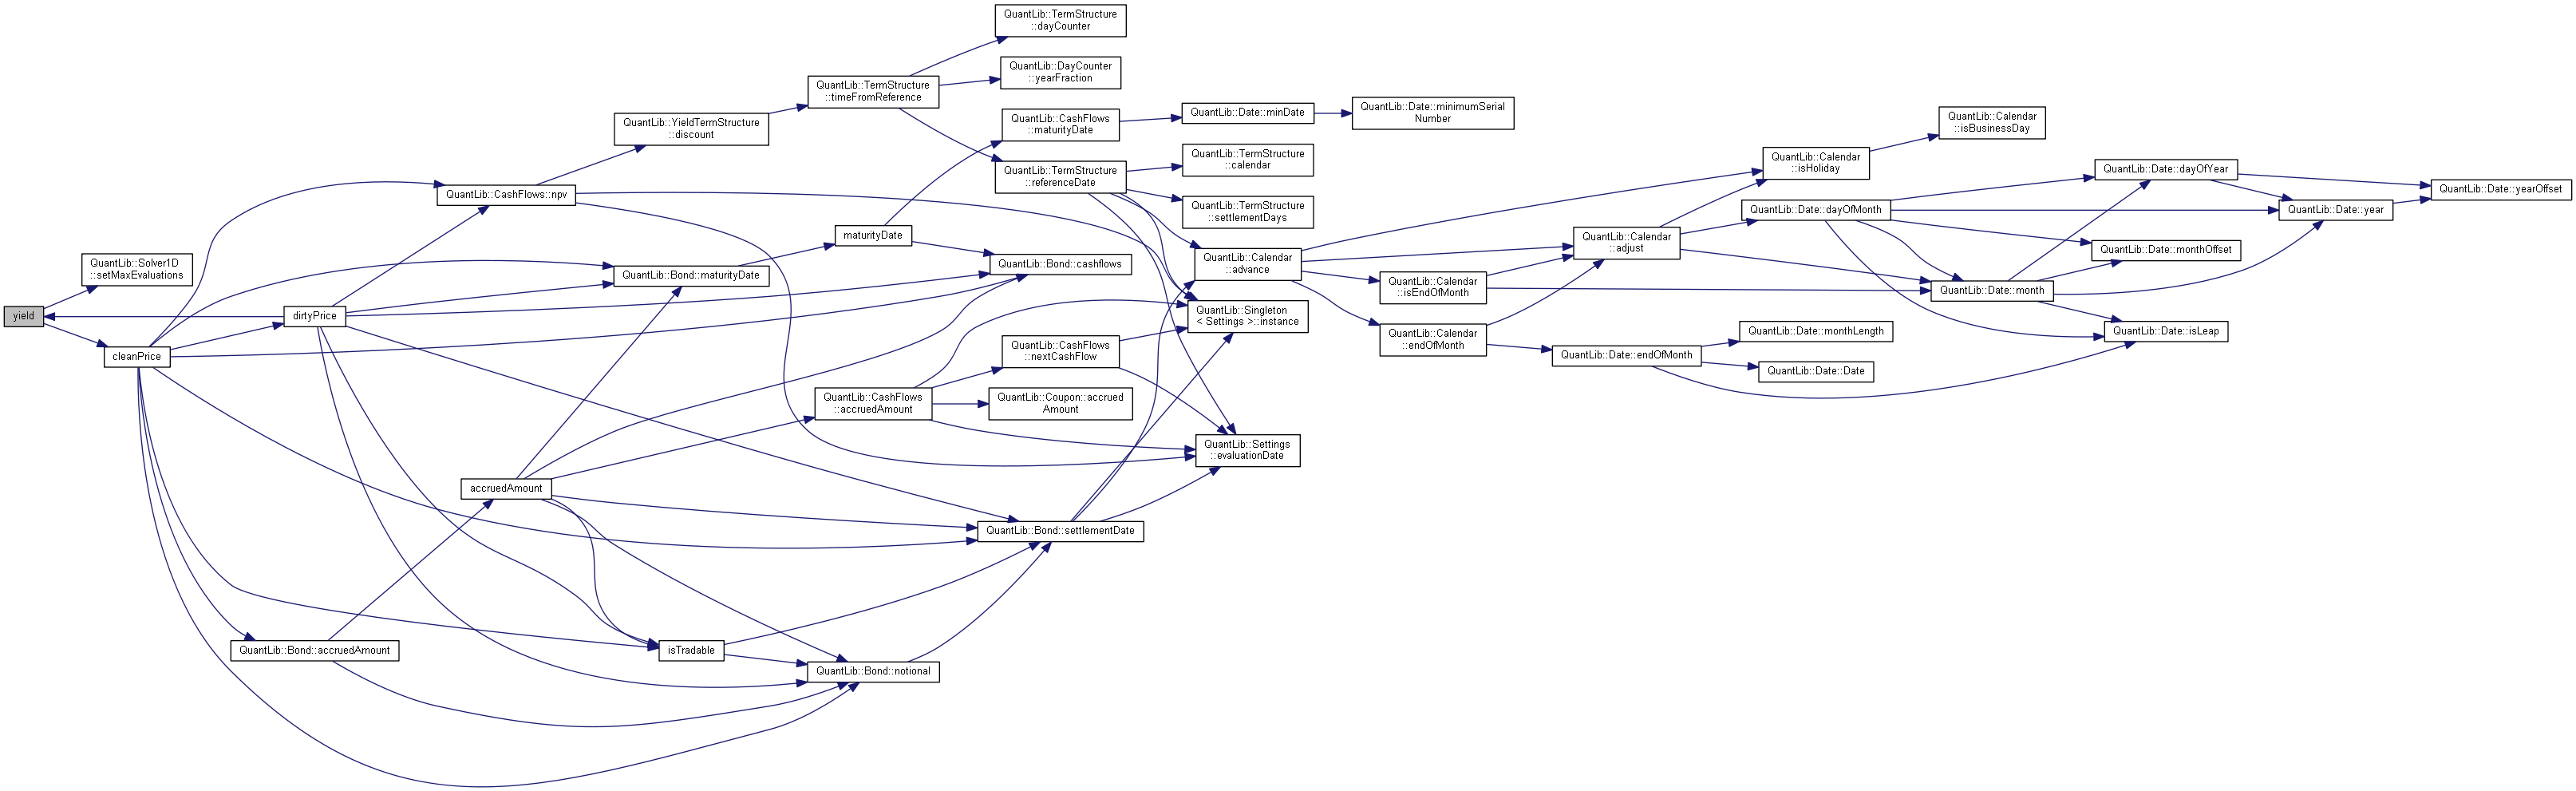 yield
QuantLib::Solver1D
::setMaxEvaluations
cleanPrice
dirtyPrice
QuantLib::Bond::accruedAmount
QuantLib::CashFlows::npv
accruedAmount
QuantLib::YieldTermStructure
::discount
QuantLib::Bond::maturityDate
isTradable
QuantLib::TermStructure
::timeFromReference
maturityDate
QuantLib::CashFlows
::accruedAmount
QuantLib::Bond::notional
QuantLib::TermStructure
::dayCounter
QuantLib::DayCounter
::yearFraction
QuantLib::CashFlows
::maturityDate
QuantLib::TermStructure
::referenceDate
QuantLib::Bond::cashflows
QuantLib::CashFlows
::nextCashFlow
QuantLib::Coupon::accrued
Amount
QuantLib::Bond::settlementDate
QuantLib::Date::minDate
QuantLib::TermStructure
::calendar
QuantLib::TermStructure
::settlementDays
QuantLib::Calendar
::advance
QuantLib::Singleton
< Settings >::instance
QuantLib::Settings
::evaluationDate
QuantLib::Date::minimumSerial
Number
QuantLib::Calendar
::isEndOfMonth
QuantLib::Calendar
::endOfMonth
QuantLib::Calendar
::adjust
QuantLib::Date::endOfMonth
QuantLib::Calendar
::isHoliday
QuantLib::Date::dayOfMonth
QuantLib::Date::monthLength
QuantLib::Date::Date
QuantLib::Calendar
::isBusinessDay
QuantLib::Date::month
QuantLib::Date::dayOfYear
QuantLib::Date::monthOffset
QuantLib::Date::isLeap
QuantLib::Date::year
QuantLib::Date::yearOffset